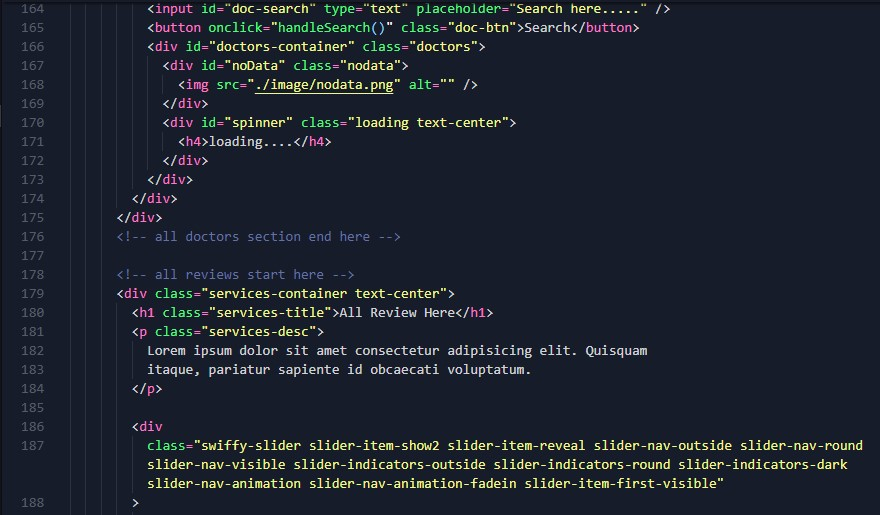 164 <input id="doc-search" type="text" placeholder="Search here....." />
165 <button onclick="handleSearch()" class="doc-btn">Search</button>
166 <div id="doctors-container" class="doctors">
167 <div id="noData" class="nodata">
168 <img src="./image/nodata.png" alt="" />
169 </div>
170 <div id="spinner" class="loading text-center">
171 <h4>loading....</h4>
172 </div>
173 </div>
174 </div>
175 </div>
176 <!-- all doctors section end here -->
177
178 <!-- all reviews start here -->
179 <div class="services-container text-center">
180 <h1 class="services-title">All Review Here</h1>
181 <p class="services-desc">
182 Lorem ipsum dolor sit amet consectetur adipisicing elit. Quisquam
183 itaque, pariatur sapiente id obcaecati voluptatum.
184 </p>
185
186 <div
187 class="swiffy-slider slider-item-show2 slider-item-reveal slider-nav-outside slider-nav-round
slider-nav-visible slider-indicators-outside slider-indicators-round slider-indicators-dark
slider-nav-animation slider-nav-animation-fadein slider-item-first-visible"
188 >